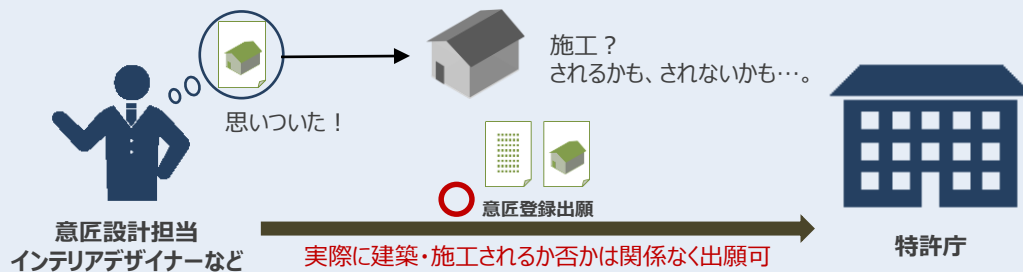 施工？
されるかも、されないかも…。
思いついた！
意匠登録出願
意匠設計担当
インテリアデザイナーなど
実際に建築・施工されるか否かは関係なく出願可
特許庁